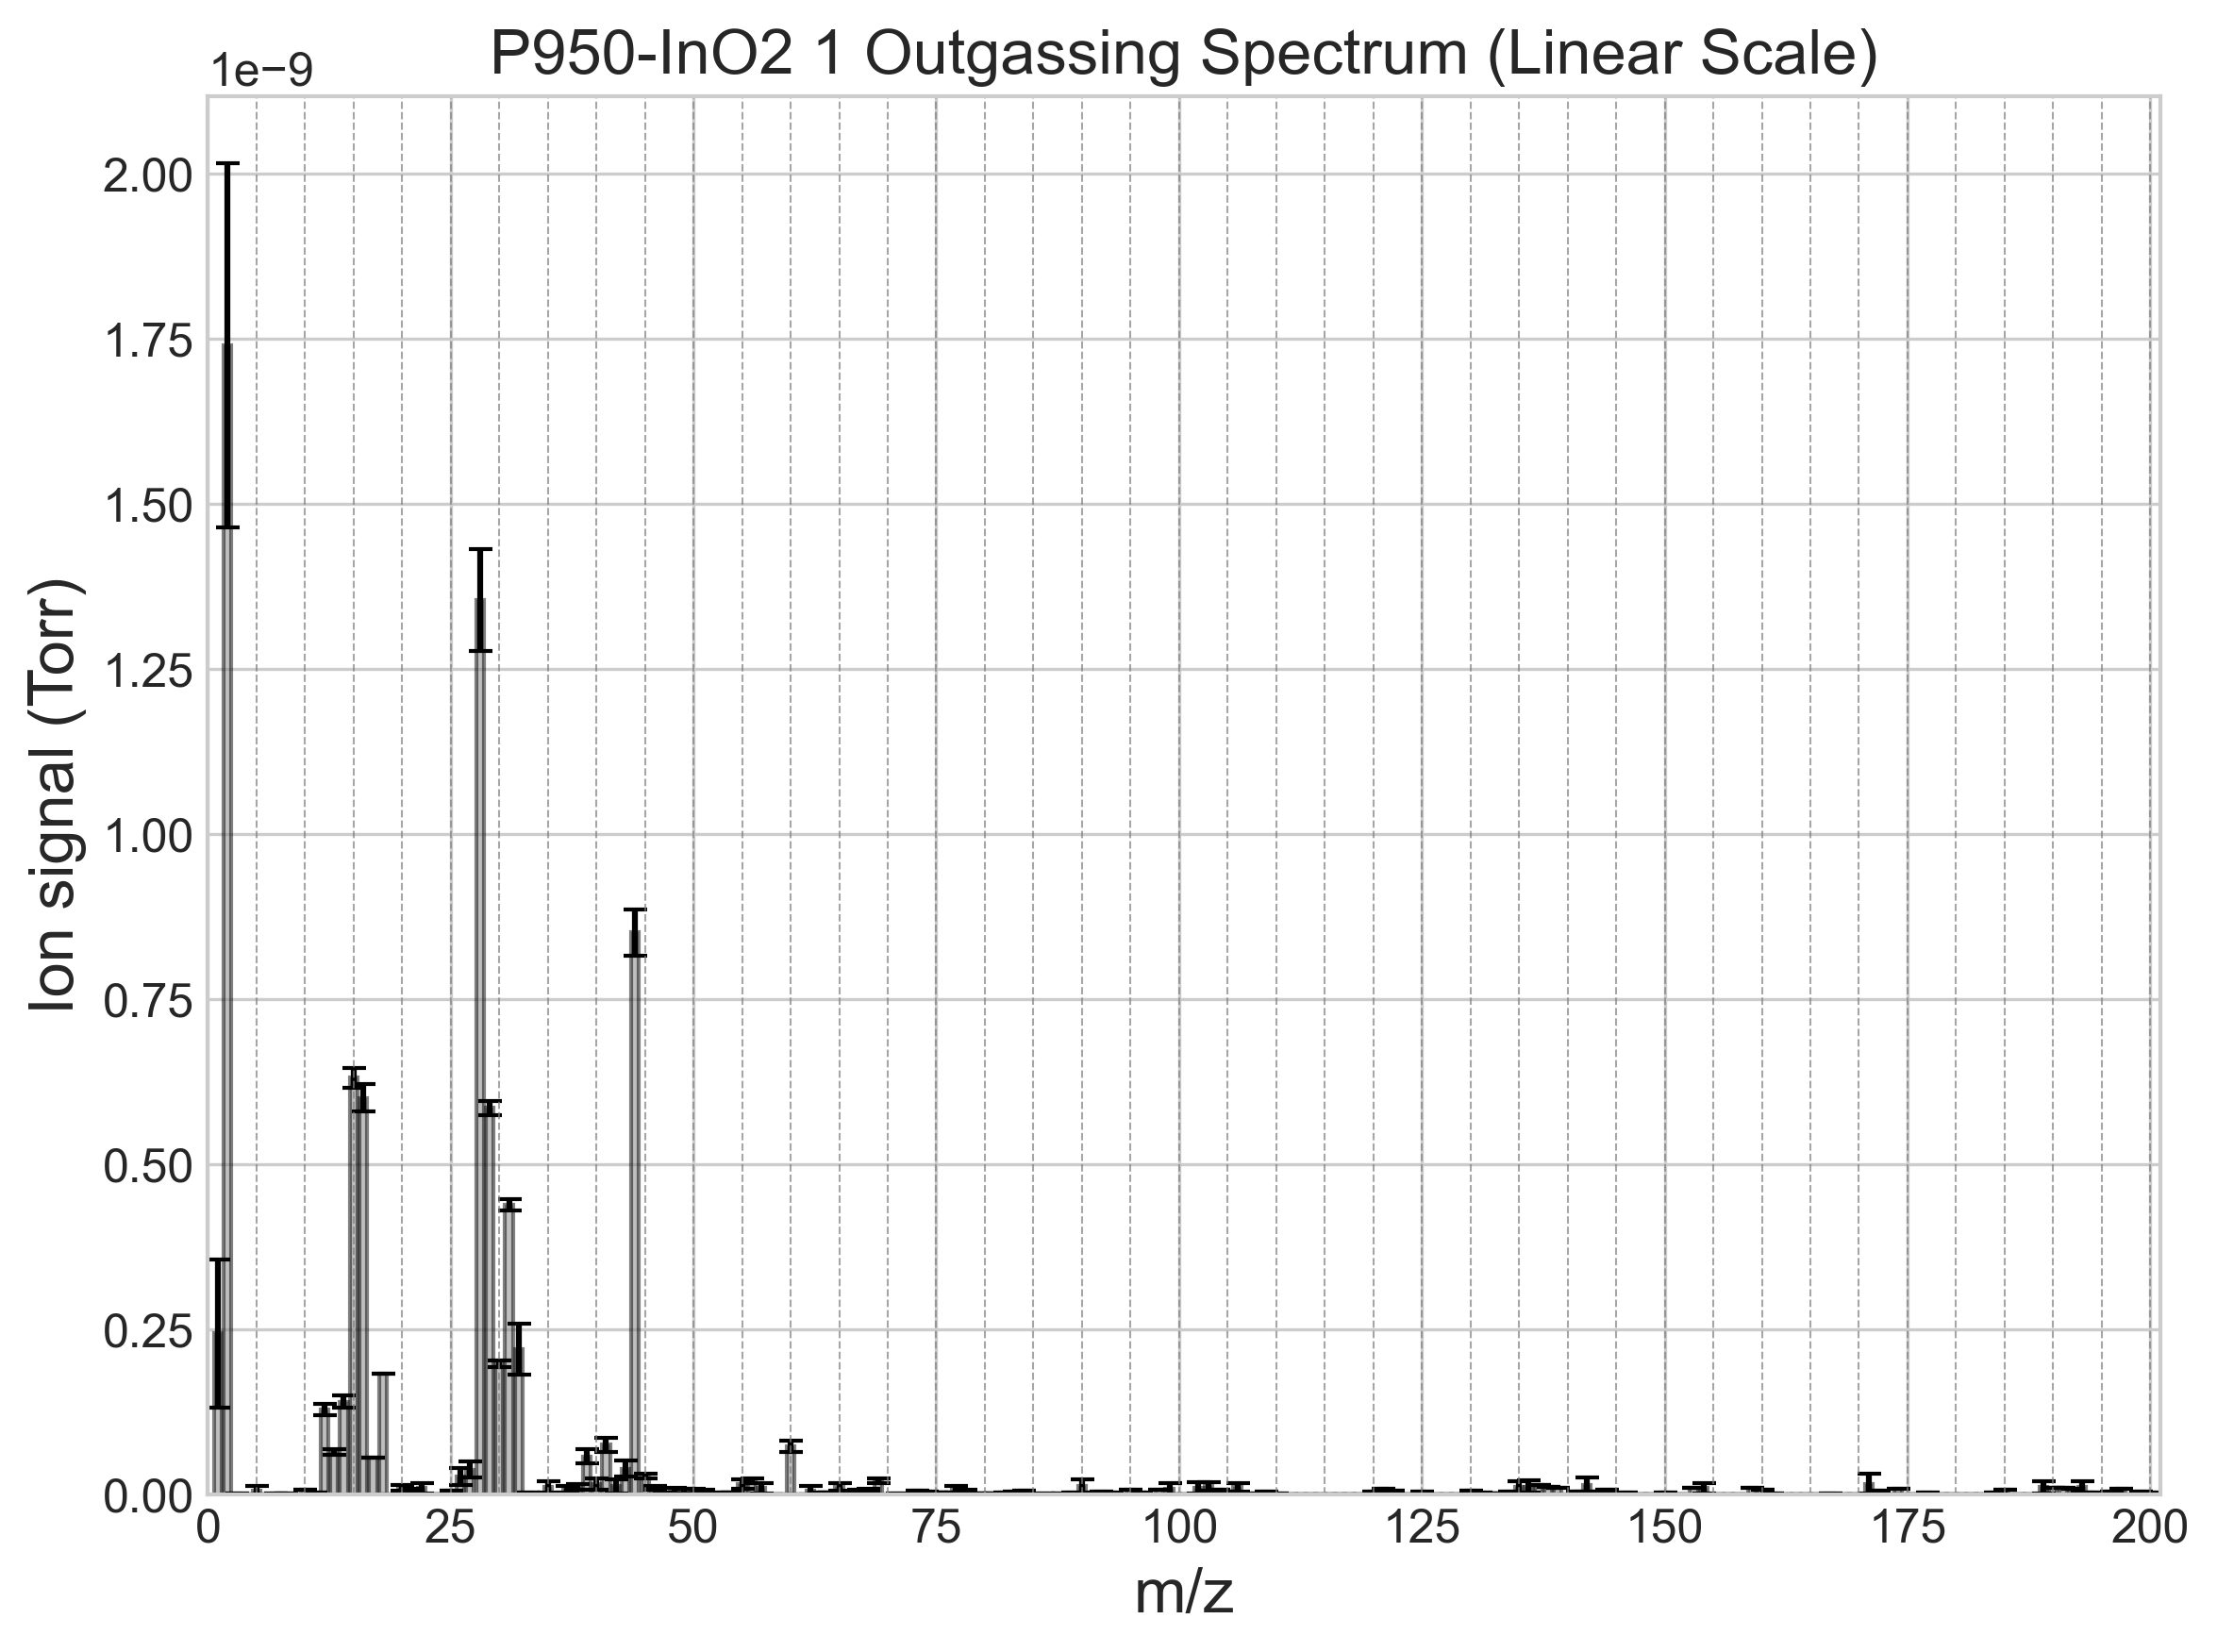 P950-InO2 1 Outgassing Spectrum (Linear Scale)
1e−9
2.00
1.75
1.50
1.25
1.00
0.75
0.50
0.25
0.00
Ion signal (Torr)
0 25 50 75 100 125 150 175 200
m/z